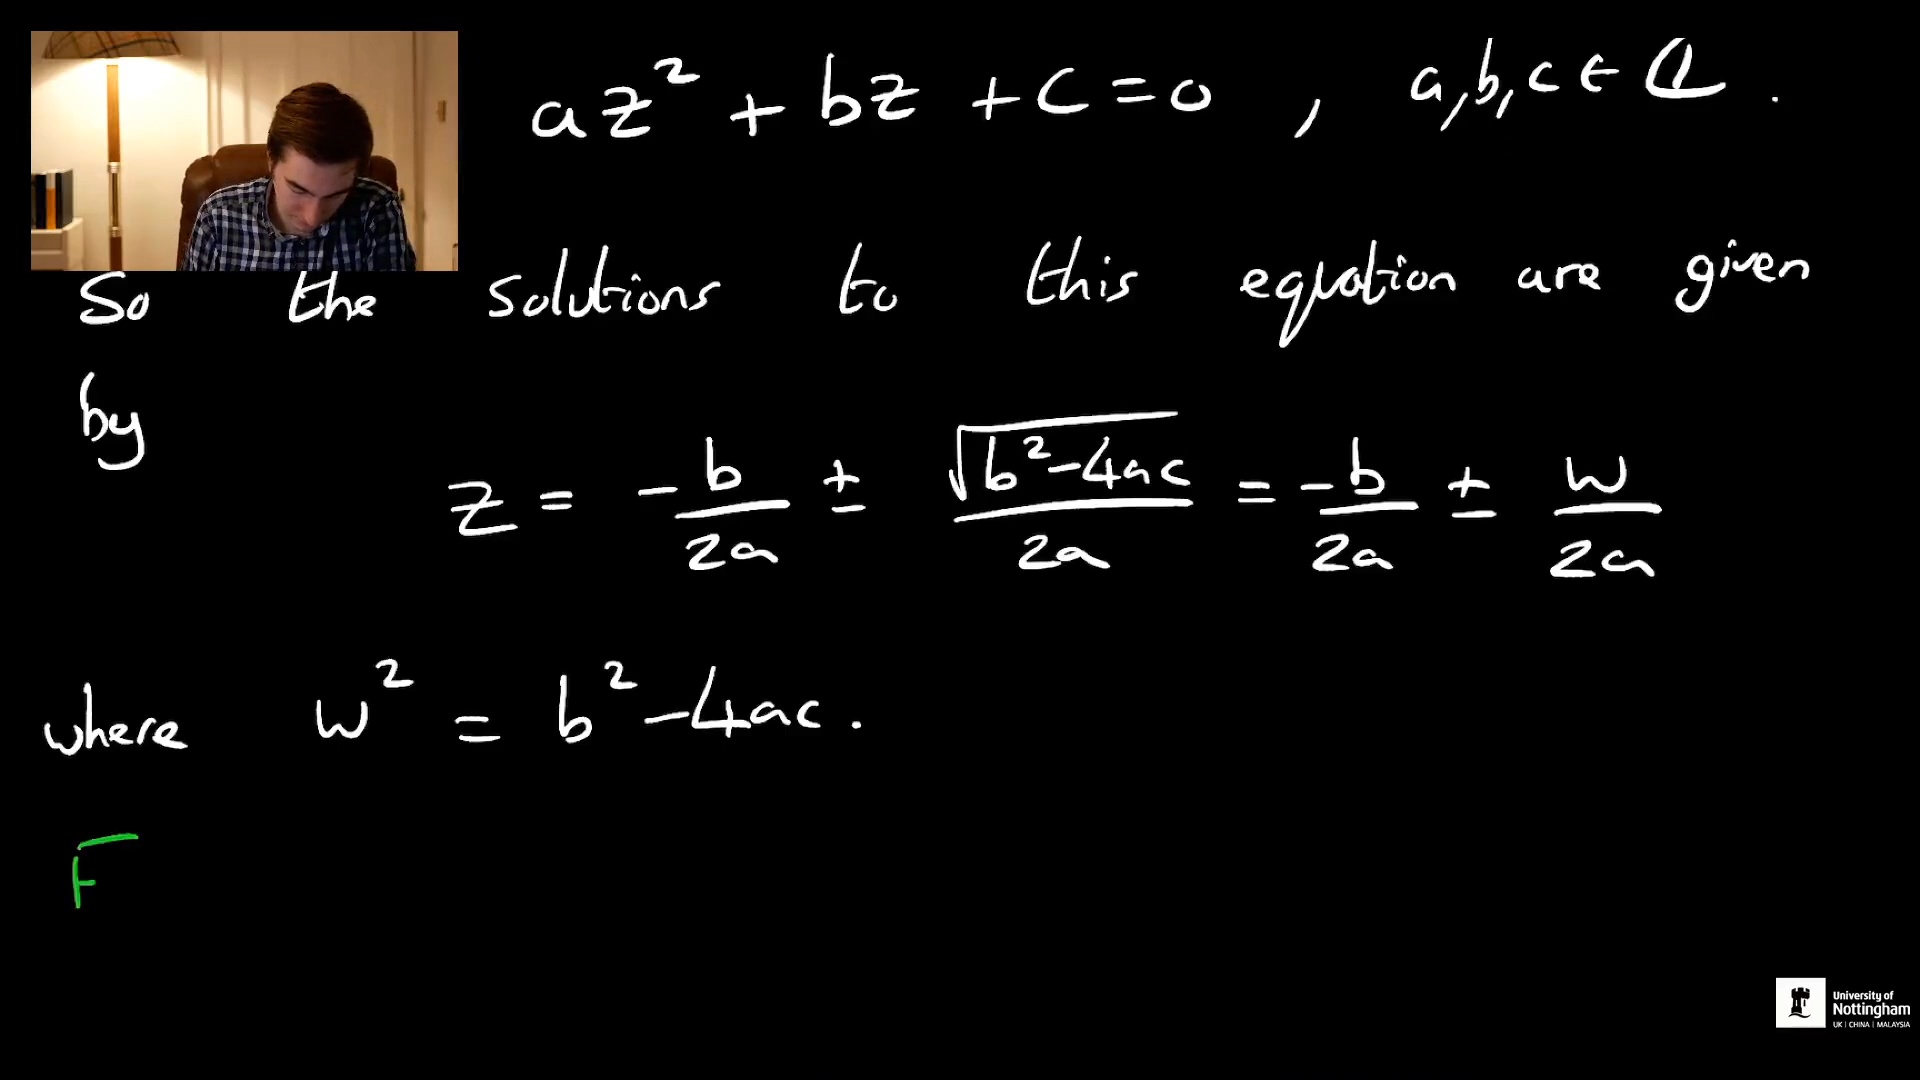 az² + bz + c = 0 , a,b,c ∈ ℂ .
So the solutions to this equation are given
by
z = -b/2a ± √(b²-4ac)/2a = -b/2a ± w/2a
where w² = b² - 4ac .
F
University of
Nottingham
UK | CHINA | MALAYSIA